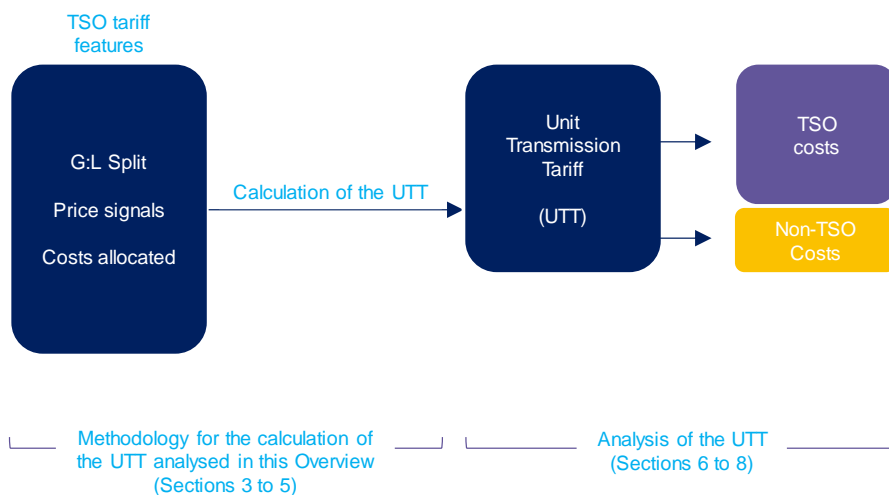 TSO tariff
features
G:L Split
Price signals
Costs allocated
Calculation of the UTT
Unit
Transmission
Tariff
(UTT)
TSO
costs
Non-TSO
Costs
Methodology for the calculation of
the UTT analysed in this Overview
(Sections 3 to 5)
Analysis of the UTT
(Sections 6 to 8)